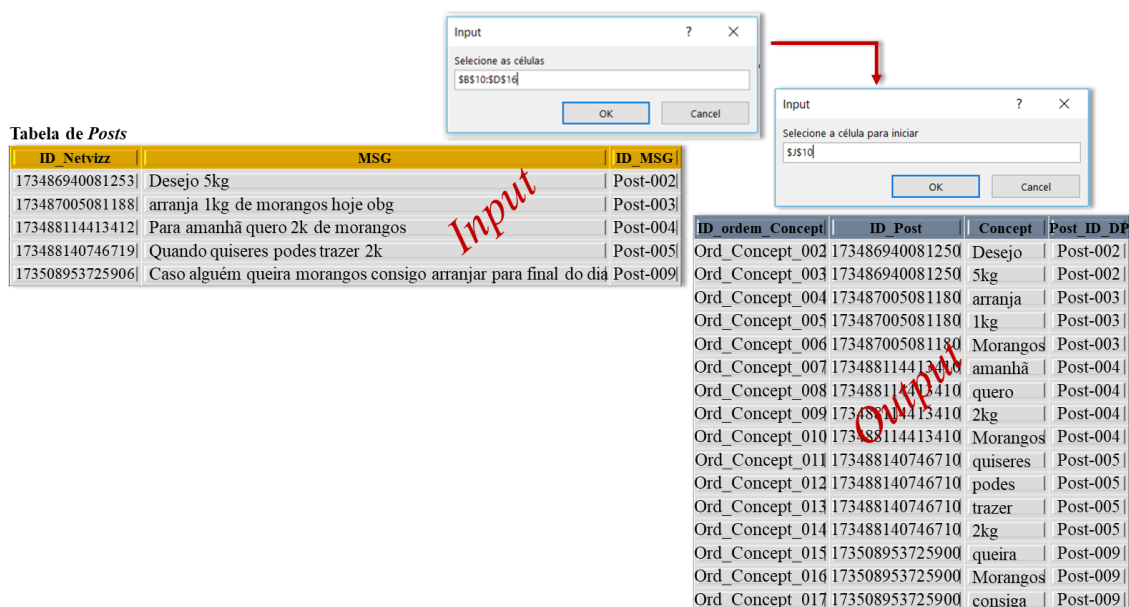 Input ? ×
Selecione as células
$B$10:$D$16
OK Cancel
Input ? ×
Selecione a célula para iniciar
$J$10
OK Cancel
Tabela de Posts
ID_Netvizz MSG ID_MSG
173486940081253 Desejo 5kg Post-002
173487005081188 arranja 1kg de morangos hoje obg Post-003
173488114413412 Para amanhã quero 2k de morangos Post-004
173488140746719 Quando quiseres podes trazer 2k Post-005
173508953725906 Caso alguém queira morangos consigo arranjar para final do dia Post-009
Input
ID_ordem_Concept ID_Post Concept Post_ID_DP
Ord_Concept_002 173486940081250 Desejo Post-002
Ord_Concept_003 173486940081250 5kg Post-002
Ord_Concept_004 173487005081180 arranja Post-003
Ord_Concept_005 173487005081180 1kg Post-003
Ord_Concept_006 173487005081180 Morangos Post-003
Ord_Concept_007 173488114413410 amanhã Post-004
Ord_Concept_008 173488114413410 quero Post-004
Ord_Concept_009 173488114413410 2kg Post-004
Ord_Concept_010 173488114413410 Morangos Post-004
Ord_Concept_011 173488140746710 quiseres Post-005
Ord_Concept_012 173488140746710 podes Post-005
Ord_Concept_013 173488140746710 trazer Post-005
Ord_Concept_014 173488140746710 2kg Post-005
Ord_Concept_015 173508953725900 queira Post-009
Ord_Concept_016 173508953725900 Morangos Post-009
Ord_Concept_017 173508953725900 consiga Post-009
Output